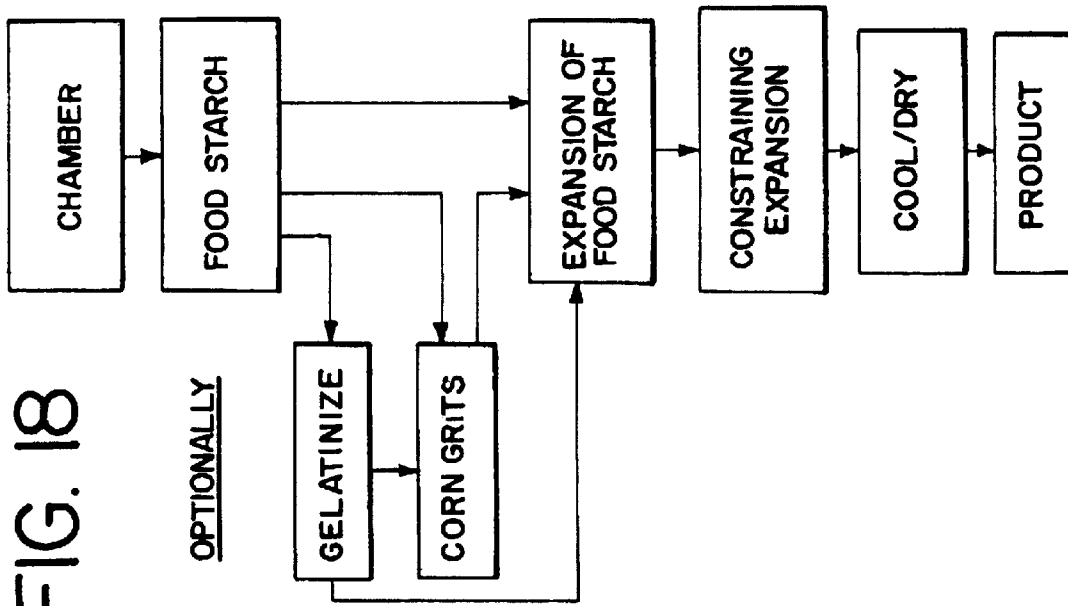 FIG. 18
CHAMBER
FOOD STARCH
OPTIONALLY
GELATINIZE
CORN GRITS
EXPANSION OF
FOOD STARCH
CONSTRAINING
EXPANSION
COOL/DRY
PRODUCT